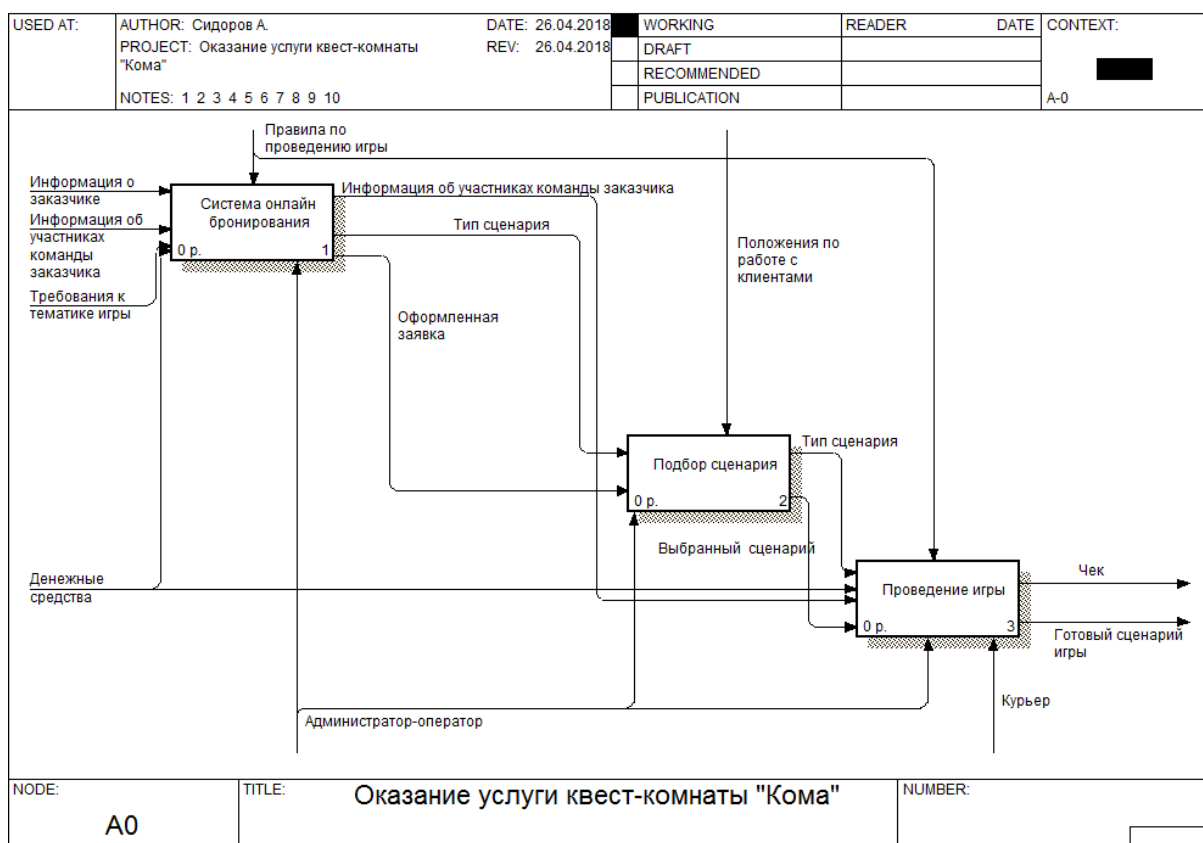 USED AT:
AUTHOR: Сидоров А.
DATE: 26.04.2018
PROJECT: Оказание услуги квест-комнаты
"Кома"
REV: 26.04.2018
NOTES: 1 2 3 4 5 6 7 8 9 10
WORKING
DRAFT
RECOMMENDED
PUBLICATION
READER
DATE
CONTEXT:
A-0
Правила по
проведению игры
Информация о
заказчике
Информация об
участниках
команды
заказчика
Требования к
тематике игры
Система онлайн
бронирования
0 р.
1
Информация об участниках команды заказчика
Тип сценария
Оформленная
заявка
Положения по
работе с
клиентами
Подбор сценария
0 р.
2
Тип сценария
Выбранный сценарий
Денежные
средства
Проведение игры
0 р.
3
Чек
Готовый сценарий
игры
Администратор-оператор
Курьер
NODE:
A0
TITLE:
Оказание услуги квест-комнаты "Кома"
NUMBER: